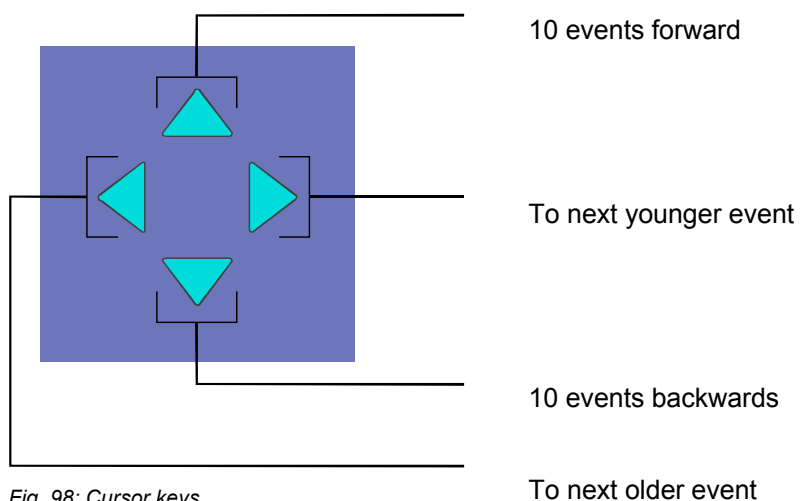 10 events forward
To next younger event
10 events backwards
To next older event
Fig. 98: Cursor keys